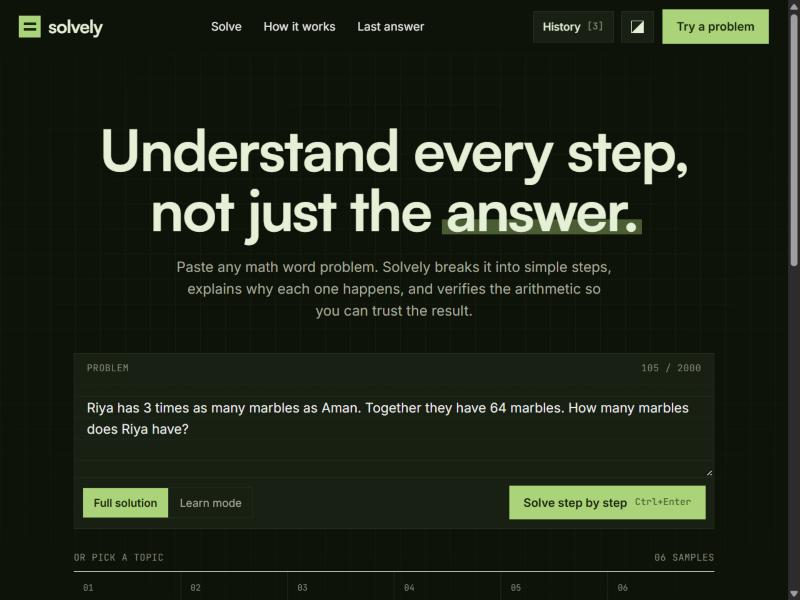 solvely
Solve How it works Last answer
History [3]
Try a problem
Understand every step,
not just the answer.
Paste any math word problem. Solvely breaks it into simple steps,
explains why each one happens, and verifies the arithmetic so
you can trust the result.
PROBLEM 105 / 2000
Riya has 3 times as many marbles as Aman. Together they have 64 marbles. How many marbles
does Riya have?
Full solution Learn mode Solve step by step Ctrl+Enter
OR PICK A TOPIC 06 SAMPLES
01 02 03 04 05 06